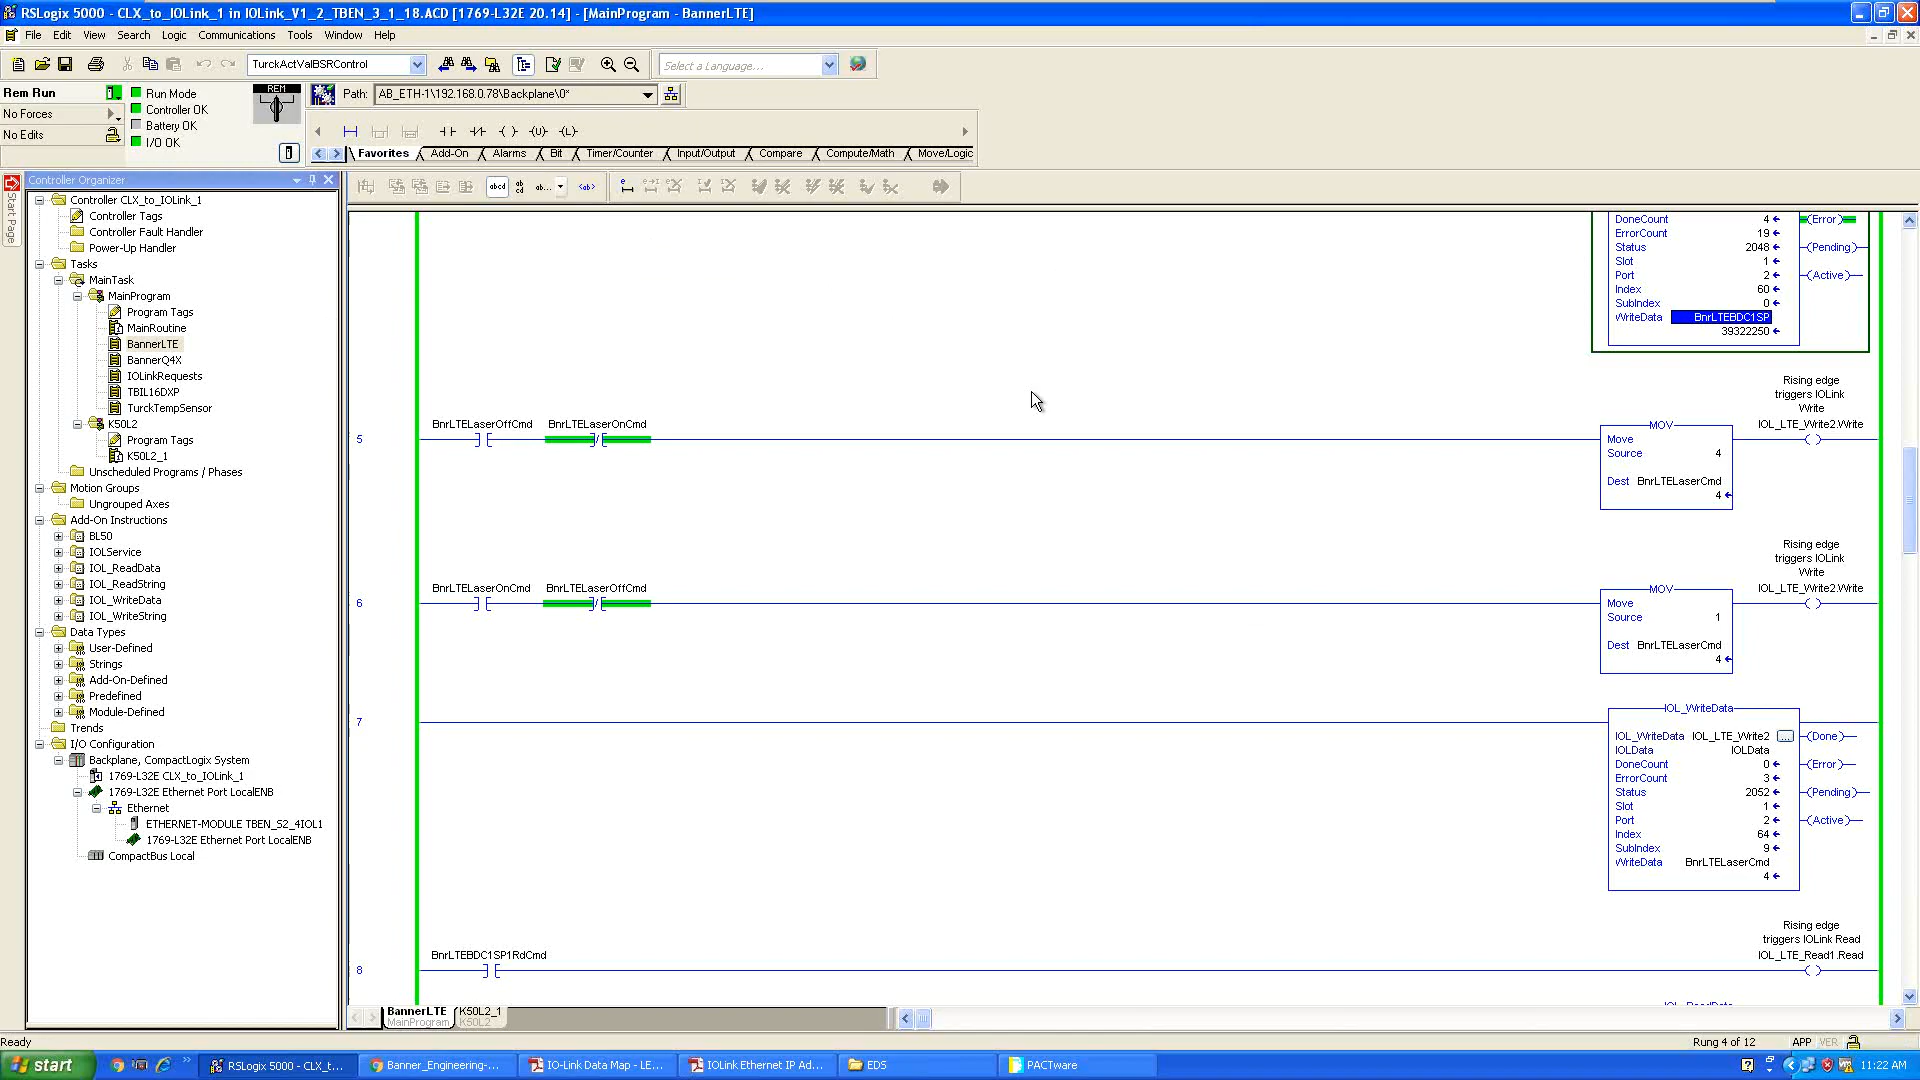 RSLogix 5000 - CLX_to_IOLink_1 in IOLink_V1_2_TBEN_3_1_18.ACD [1769-L32E 20.14] - [MainProgram - BannerLTE]
File Edit View Search Logic Communications Tools Window Help
TurckActValBSRControl
Select a Language...
Rem Run
No Forces
No Edits
Run Mode
Controller OK
Battery OK
I/O OK
REM
Path: AB_ETH-1\192.168.0.78\Backplane\0*
Favorites Add-On Alarms Bit Timer/Counter Input/Output Compare Compute/Math Move/Logic
Start Page
Controller Organizer
Controller CLX_to_IOLink_1
Controller Tags
Controller Fault Handler
Power-Up Handler
Tasks
MainTask
MainProgram
Program Tags
MainRoutine
BannerLTE
BannerQ4X
IOLinkRequests
TBIL16DXP
TurckTempSensor
K50L2
Program Tags
K50L2_1
Unscheduled Programs / Phases
Motion Groups
Ungrouped Axes
Add-On Instructions
BL50
IOLService
IOL_ReadData
IOL_ReadString
IOL_WriteData
IOL_WriteString
Data Types
User-Defined
Strings
Add-On-Defined
Predefined
Module-Defined
Trends
I/O Configuration
Backplane, CompactLogix System
1769-L32E CLX_to_IOLink_1
1769-L32E Ethernet Port LocalENB
Ethernet
ETHERNET-MODULE TBEN_S2_4IOL1
1769-L32E Ethernet Port LocalENB
CompactBus Local
DoneCount 4 (Error)
ErrorCount 19
Status 2048 (Pending)
Slot 1
Port 2 (Active)
Index 60
SubIndex 0
WriteData BnrLTEBDC1SP
39322250
5
BnrLTELaserOffCmd BnrLTELaserOnCmd
MOV
Move
Source 4
Dest BnrLTELaserCmd
4
Rising edge
triggers IOLink
Write
IOL_LTE_Write2.Write
6
BnrLTELaserOnCmd BnrLTELaserOffCmd
MOV
Move
Source 1
Dest BnrLTELaserCmd
4
Rising edge
triggers IOLink
Write
IOL_LTE_Write2.Write
7
IOL_WriteData
IOL_WriteData IOL_LTE_Write2 ... (Done)
IOLData IOLData
DoneCount 0 (Error)
ErrorCount 3
Status 2052 (Pending)
Slot 1
Port 2 (Active)
Index 64
SubIndex 9
WriteData BnrLTELaserCmd
4
8
BnrLTEBDC1SP1RdCmd
Rising edge
triggers IOLink Read
IOL_LTE_Read1.Read
BannerLTE
MainProgram
K50L2_1
K50L2
Ready
Rung 4 of 12
APP VER
start
RSLogix 5000 - CLX_t...
Banner_Engineering-...
IO-Link Data Map - LE...
IOLink Ethernet IP Ad...
EDS
PACTware
11:22 AM